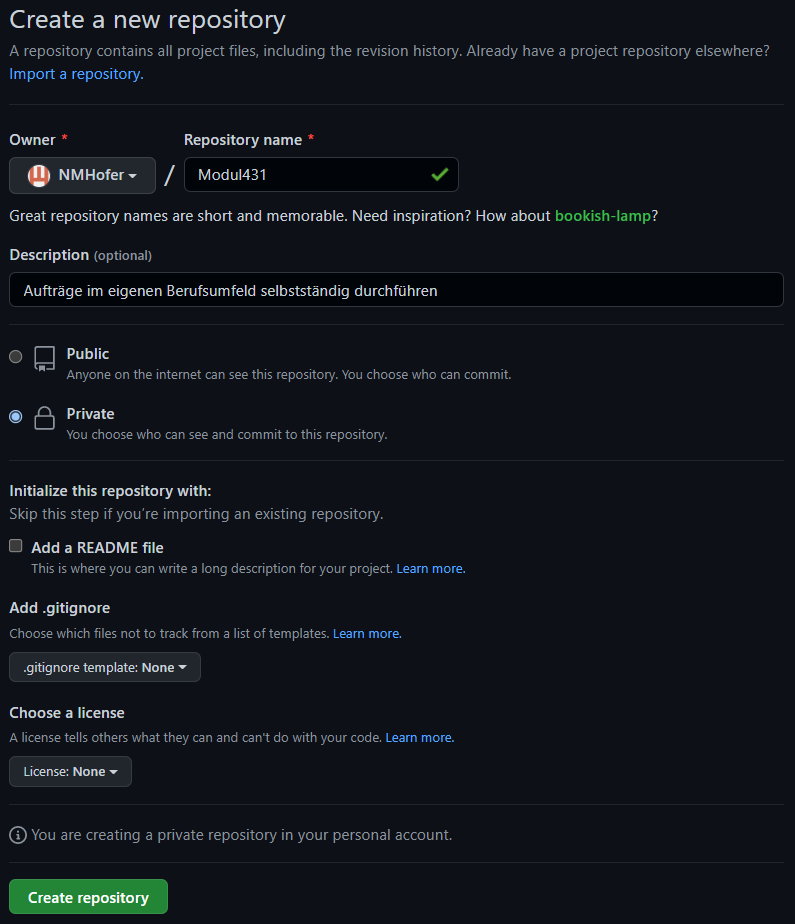 Create a new repository
A repository contains all project files, including the revision history. Already have a project repository elsewhere?
Import a repository.
Owner * Repository name *
NMHofer / Modul431
Great repository names are short and memorable. Need inspiration? How about bookish-lamp?
Description (optional)
Aufträge im eigenen Berufsumfeld selbstständig durchführen
Public
Anyone on the internet can see this repository. You choose who can commit.
Private
You choose who can see and commit to this repository.
Initialize this repository with:
Skip this step if you’re importing an existing repository.
Add a README file
This is where you can write a long description for your project. Learn more.
Add .gitignore
Choose which files not to track from a list of templates. Learn more.
.gitignore template: None
Choose a license
A license tells others what they can and can't do with your code. Learn more.
License: None
You are creating a private repository in your personal account.
Create repository